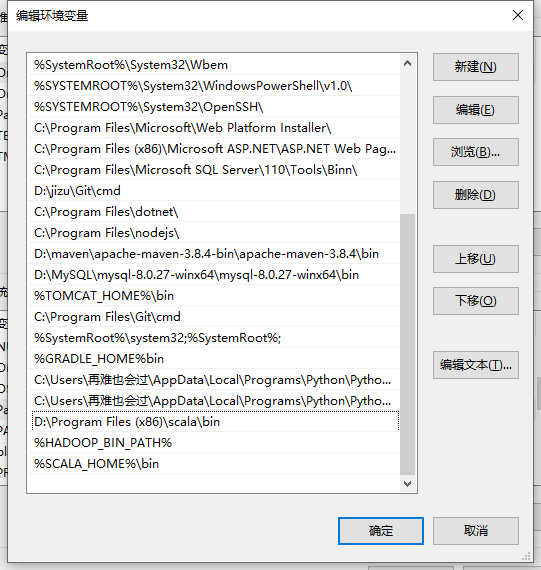 编辑环境变量
%SystemRoot%\System32\Wbem
%SYSTEMROOT%\System32\WindowsPowerShell\v1.0\
%SYSTEMROOT%\System32\OpenSSH\
C:\Program Files\Microsoft\Web Platform Installer\
C:\Program Files (x86)\Microsoft ASP.NET\ASP.NET Web Pag...
C:\Program Files\Microsoft SQL Server\110\Tools\Binn\
D:\jizu\Git\cmd
C:\Program Files\dotnet\
C:\Program Files\nodejs\
D:\maven\apache-maven-3.8.4-bin\apache-maven-3.8.4\bin
D:\MySQL\mysql-8.0.27-winx64\mysql-8.0.27-winx64\bin
%TOMCAT_HOME%\bin
C:\Program Files\Git\cmd
%SystemRoot%\system32;%SystemRoot%;
%GRADLE_HOME%bin
C:\Users\再难也会过\AppData\Local\Programs\Python\Pytho...
C:\Users\再难也会过\AppData\Local\Programs\Python\Pytho...
D:\Program Files (x86)\scala\bin
%HADOOP_BIN_PATH%
%SCALA_HOME%\bin
新建(N)
编辑(E)
浏览(B)...
删除(D)
上移(U)
下移(O)
编辑文本(T)...
确定
取消